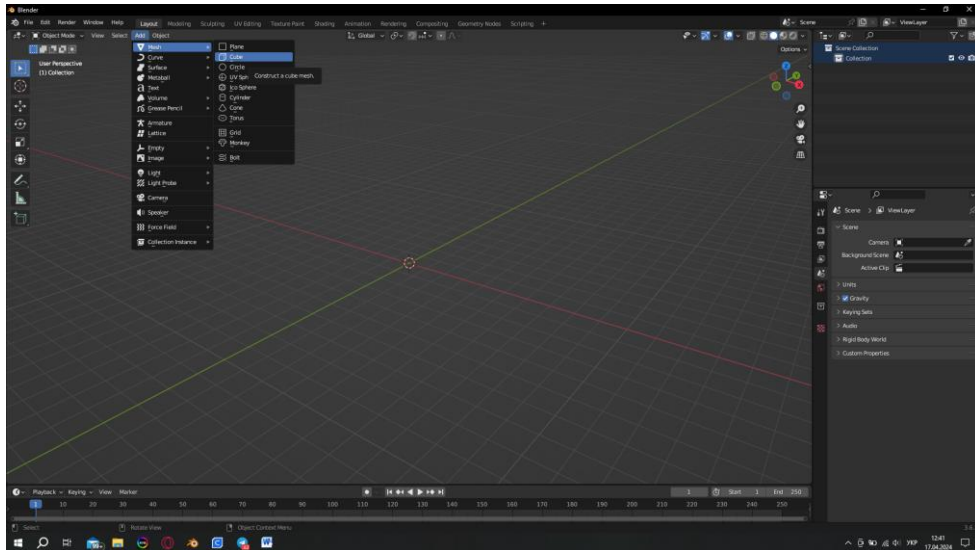 Blender
File Edit Render Window Help Layout Modeling Sculpting UV Editing Texture Paint Shading Animation Rendering Compositing Geometry Nodes Scripting + Scene ViewLayer
Object Mode View Select Add Object Global
Options
User Perspective
(1) Collection
Mesh
Curve
Surface
Metaball
Text
Volume
Grease Pencil
Armature
Lattice
Empty
Image
Light
Light Probe
Camera
Speaker
Force Field
Collection Instance
Plane
Cube
Circle
UV Sph
Construct a cube mesh.
Ico Sphere
Cylinder
Cone
Torus
Grid
Monkey
Bolt
X
Scene Collection
Collection
Scene > ViewLayer
Scene
Camera
Background Scene
Active Clip
Units
Gravity
Keying Sets
Audio
Rigid Body World
Custom Properties
Playback Keying View Marker 1 Start 1 End 250
1 10 20 30 40 50 60 70 80 90 100 110 120 130 140 150 160 170 180 190 200 210 220 230 240 250
Select Rotate View Object Context Menu 3.6.
УКР 12:41
17.04.2024